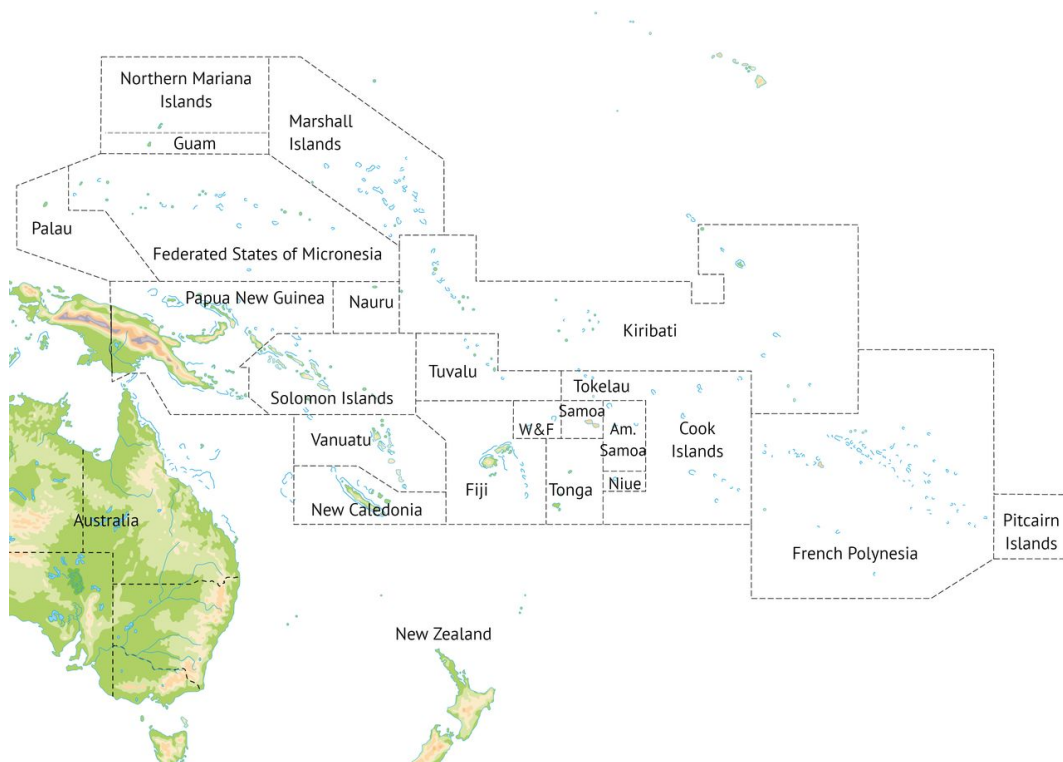 Northern Mariana
Islands
Guam
Marshall
Islands
Palau
Federated States of Micronesia
Papua New Guinea
Nauru
Kiribati
Tuvalu
Tokelau
Solomon Islands
Samoa
W&F
Am.
Samoa
Cook
Islands
Vanuatu
Fiji
Tonga
Niue
New Caledonia
Australia
French Polynesia
Pitcairn
Islands
New Zealand